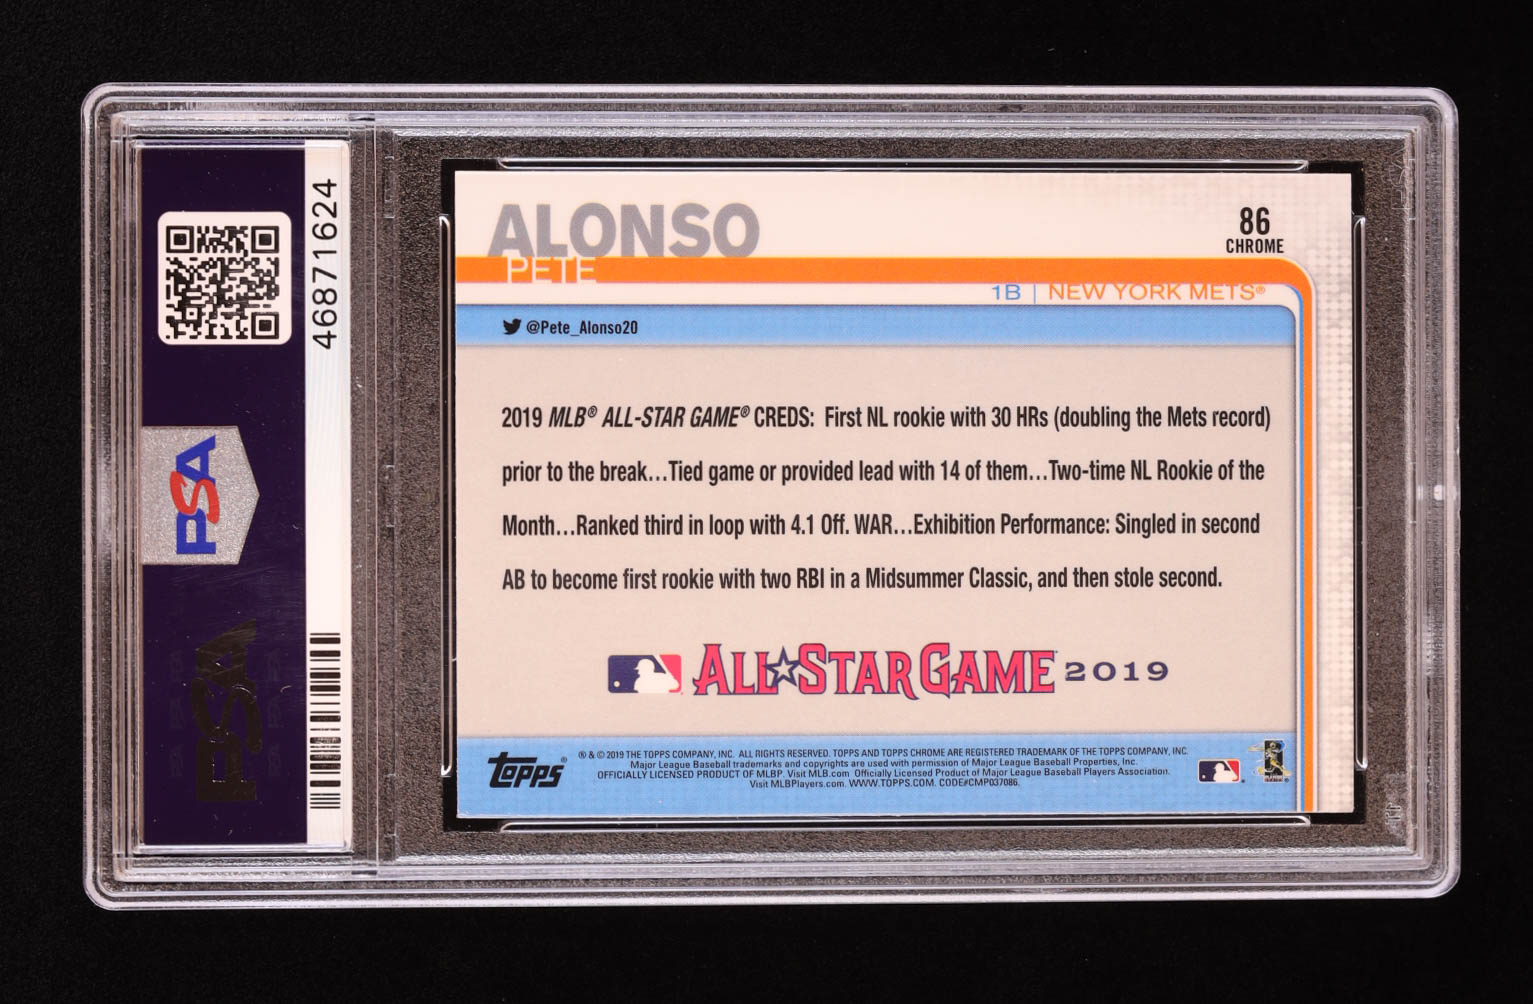 46871624
PSA
PSA
ALONSO
PETE
86
CHROME
1B | NEW YORK METS®
@Pete_Alonso20
2019 MLB® ALL-STAR GAME® CREDS: First NL rookie with 30 HRs (doubling the Mets record)
prior to the break...Tied game or provided lead with 14 of them...Two-time NL Rookie of the
Month...Ranked third in loop with 4.1 Off. WAR...Exhibition Performance: Singled in second
AB to become first rookie with two RBI in a Midsummer Classic, and then stole second.
ALL★STAR GAME 2019
topps®
® & © 2019 THE TOPPS COMPANY, INC. ALL RIGHTS RESERVED. TOPPS AND TOPPS CHROME ARE REGISTERED TRADEMARK OF THE TOPPS COMPANY, INC.
Major League Baseball trademarks and copyrights are used with permission of Major League Baseball Properties, Inc.
OFFICIALLY LICENSED PRODUCT OF MLBP. Visit MLB.com Officially Licensed Product of Major League Baseball Players Association.
Visit MLBPlayers.com. WWW.TOPPS.COM. CODE#CMP037086.